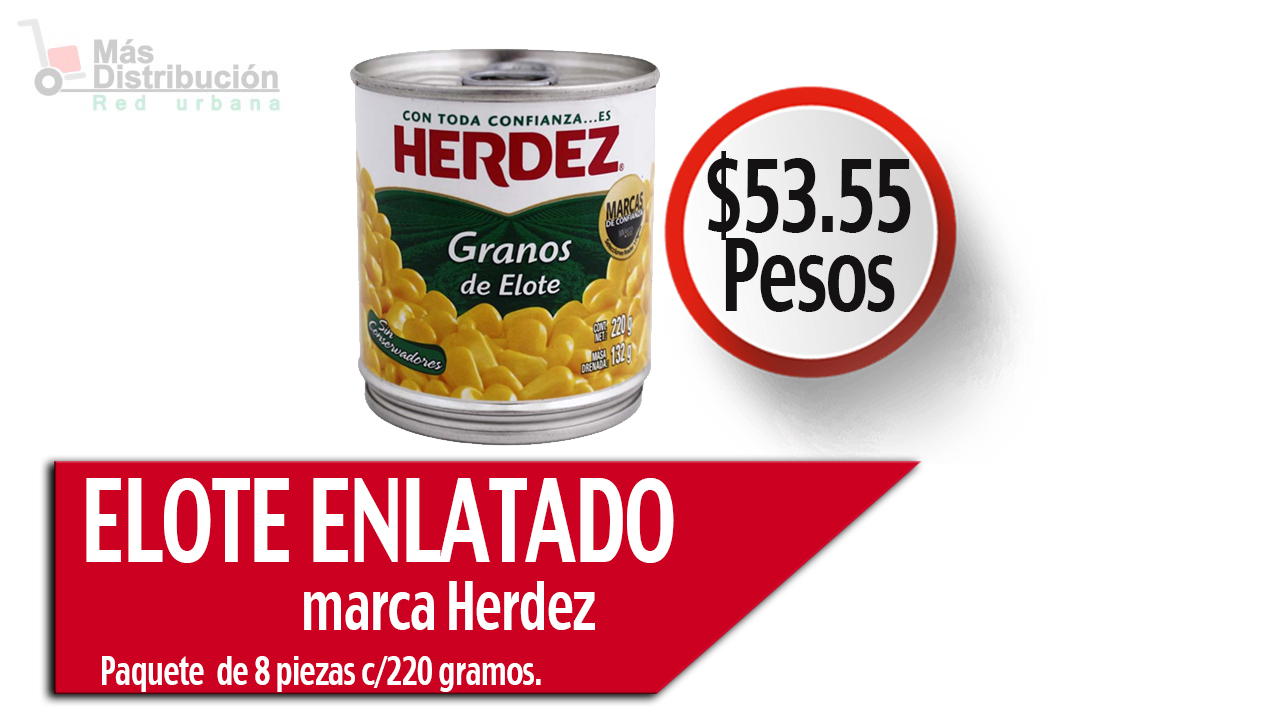 Más
Distribución
Red urbana
CON TODA CONFIANZA...ES
HERDEZ®
MARCAS
DE CONFIANZA
Granos
de Elote
Sin
Conservadores
CONT.
NET.
220 g
MASA
DRENADA:
132 g
$53.55
Pesos
ELOTE ENLATADO
marca Herdez
Paquete de 8 piezas c/220 gramos.